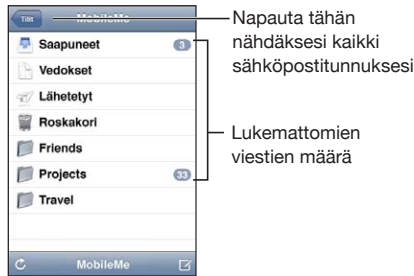 Tilit
MobileMe
Saapuneet 3
Vedokset
Lähetetyt
Roskakori
Friends
Projects 33
Travel
MobileMe
Napauta tähän
nähdäksesi kaikki
sähköpostitunnuksesi
Lukemattomien
viestien määrä